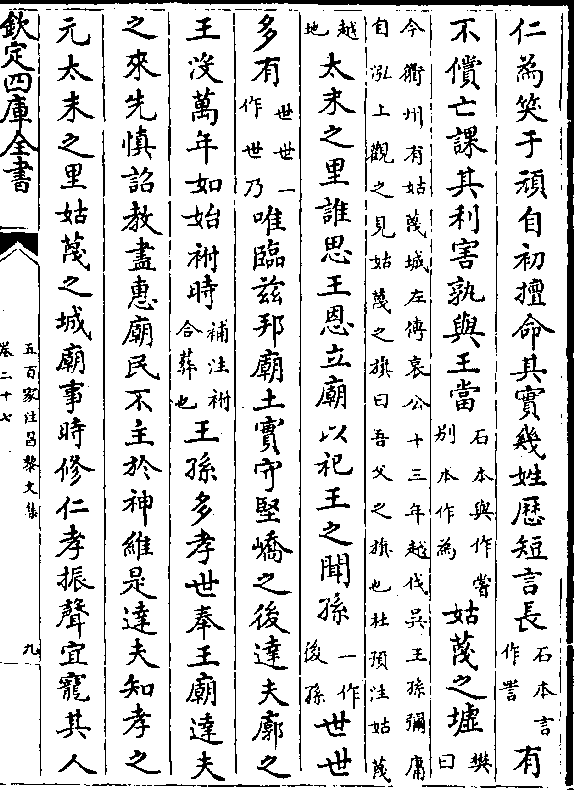 仁為笑于頑自初擅命其實幾姓歷短言長石本言作詈有
不償亡課其利害孰與王當石本與作嘗別本作為姑蔑之墟樊曰
今衢州有姑蔑城左傳哀公十三年越伐吳王孫彌庸
自泓上觀之見姑蔑之旗曰吾父之旗也杜預注姑蔑
越地太末之里誰思王恩立廟以祀王之聞孫一作後孫世世
多有世世一作世乃唯臨茲邦廟土實守堅嶠之後達夫廓之
王沒萬年如始祔時補注祔合葬也王孫多孝世奉王廟達夫
之來先慎詔教盡惠廟民不主於神維是達夫知孝之
元太末之里姑蔑之城廟事時修仁孝振聲宜寵其人
欽定四庫全書
五百家注昌黎文集
卷二十七
九